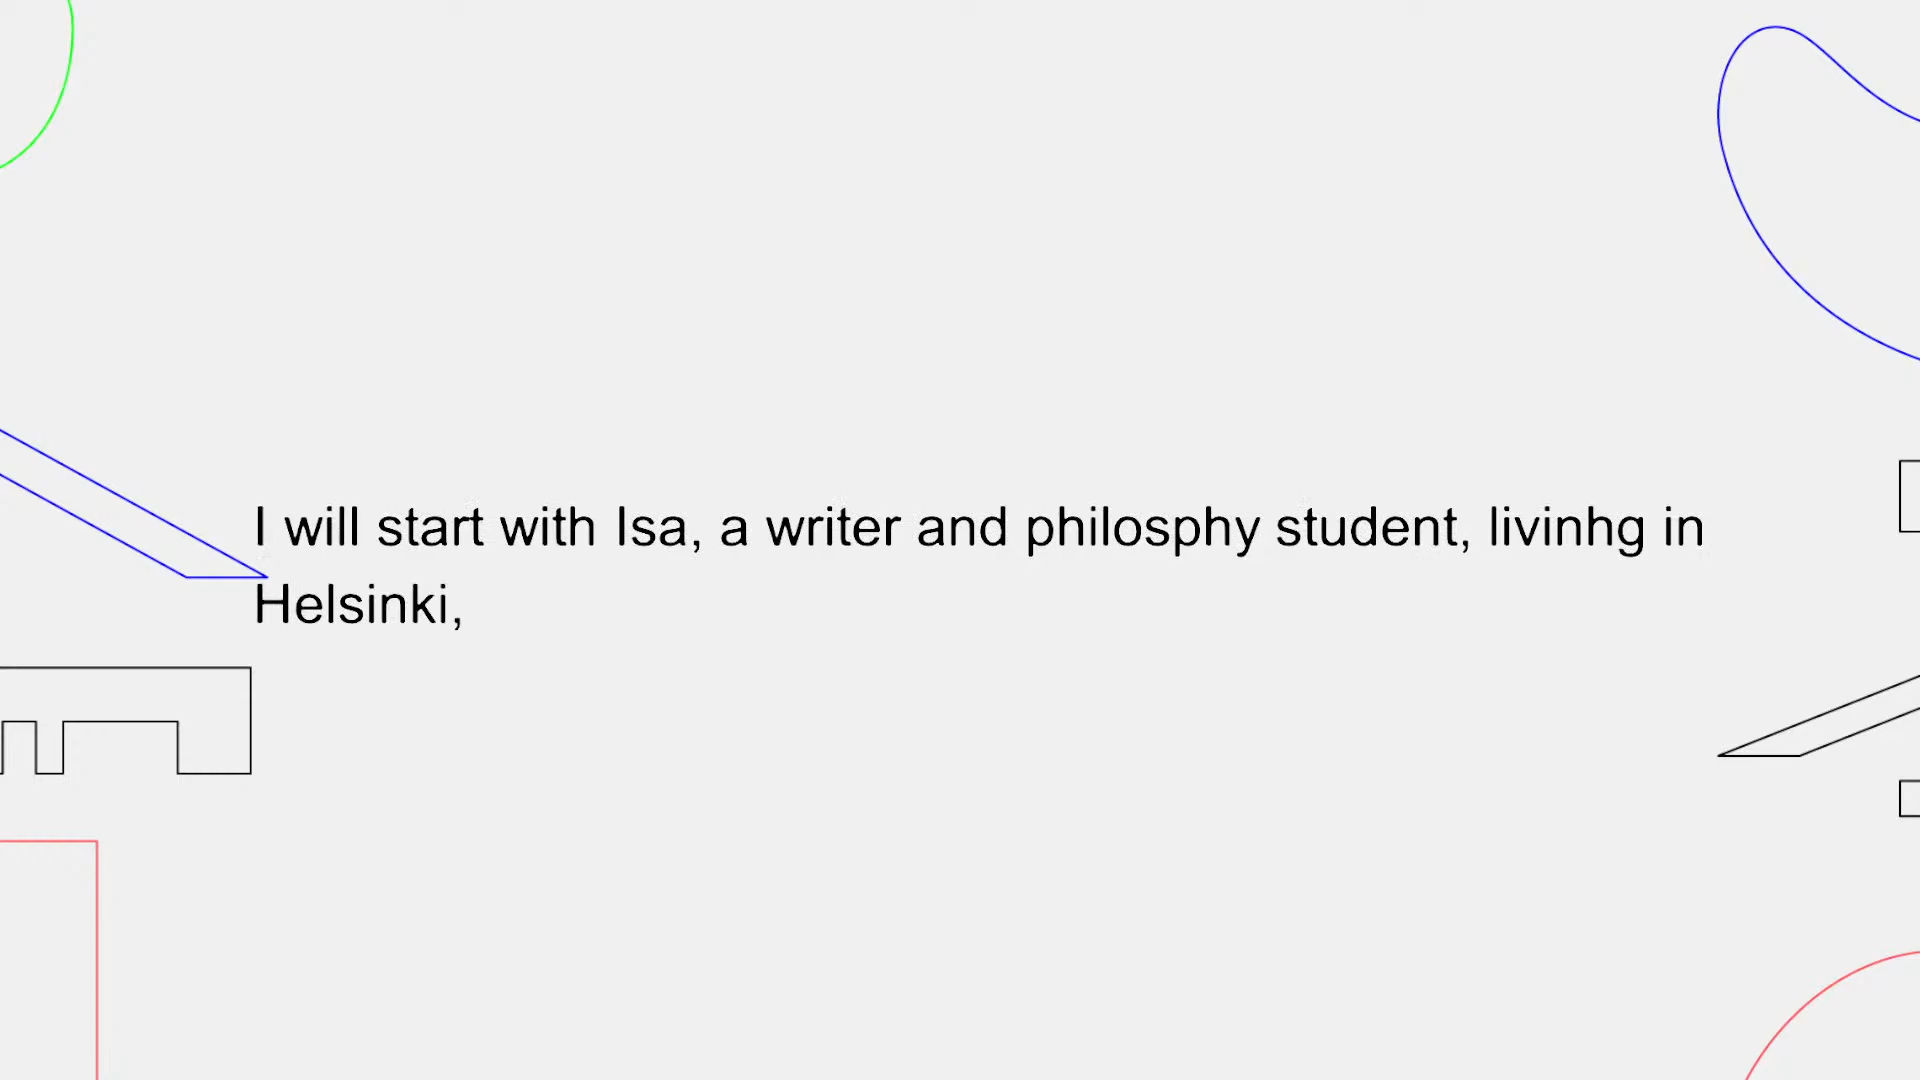 I will start with Isa, a writer and philosphy student, livinhg in
Helsinki,